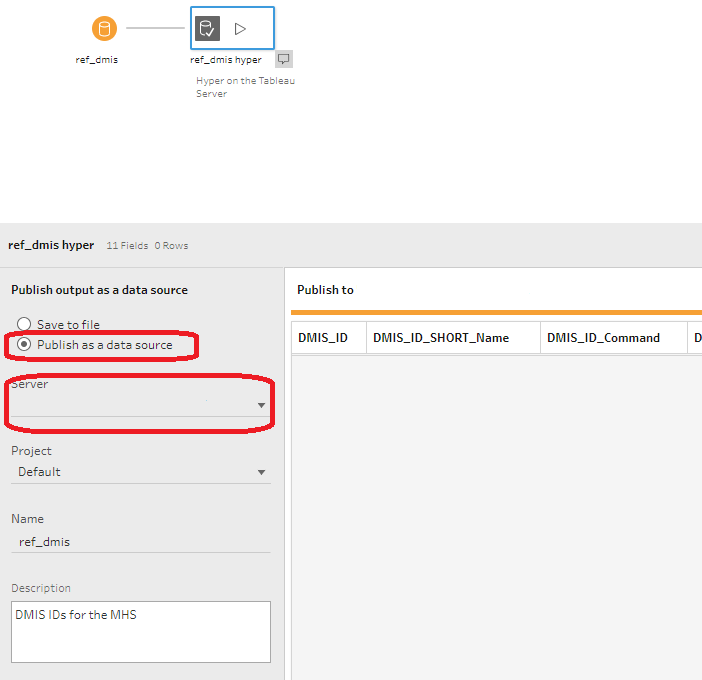 ref_dmis
ref_dmis hyper
Hyper on the Tableau
Server
ref_dmis hyper 11 Fields 0 Rows
Publish output as a data source
Save to file
Publish as a data source
Server
Project
Default
Name
ref_dmis
Description
DMIS IDs for the MHS
Publish to
DMIS_ID DMIS_ID_SHORT_Name DMIS_ID_Command D